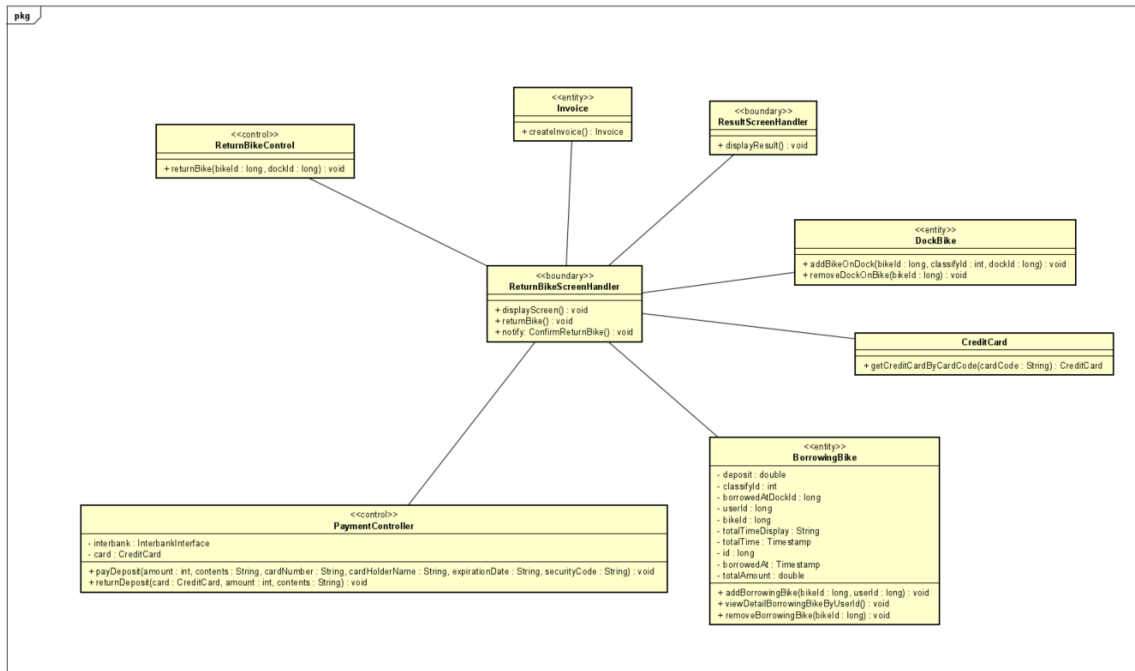 pkg
<<entity>>
Invoice
+ createInvoice() : Invoice
<<boundary>>
ResultScreenHandler
+ displayResult() : void
<<control>>
ReturnBikeControl
+ returnBike(bikeId : long, dockId : long) : void
<<entity>>
DockBike
+ addBikeOnDock(bikeId : long, classifyId : int, dockId : long) : void
+ removeDockOnBike(bikeId : long) : void
<<boundary>>
ReturnBikeScreenHandler
+ displayScreen() : void
+ returnBike() : void
+ notify: ConfirmReturnBike() : void
CreditCard
+ getCreditCardByCardCode(cardCode : String) : CreditCard
<<entity>>
BorrowingBike
- deposit : double
- classifyId : int
- borrowedAtDockId : long
- userId : long
- bikeId : long
- totalTimeDisplay : String
- totalTime : Timestamp
- id : long
- borrowedAt : Timestamp
- totalAmount : double
+ addBorrowingBike(bikeId : long, userId : long) : void
+ viewDetailBorrowingBikeByUserId() : void
+ removeBorrowingBike(bikeId : long) : void
<<control>>
PaymentController
- interbank : InterbankInterface
- card : CreditCard
+ payDeposit(amount : int, contents : String, cardNumber : String, cardHolderName : String, expirationDate : String, securityCode : String) : void
+ returnDeposit(card : CreditCard, amount : int, contents : String) : void